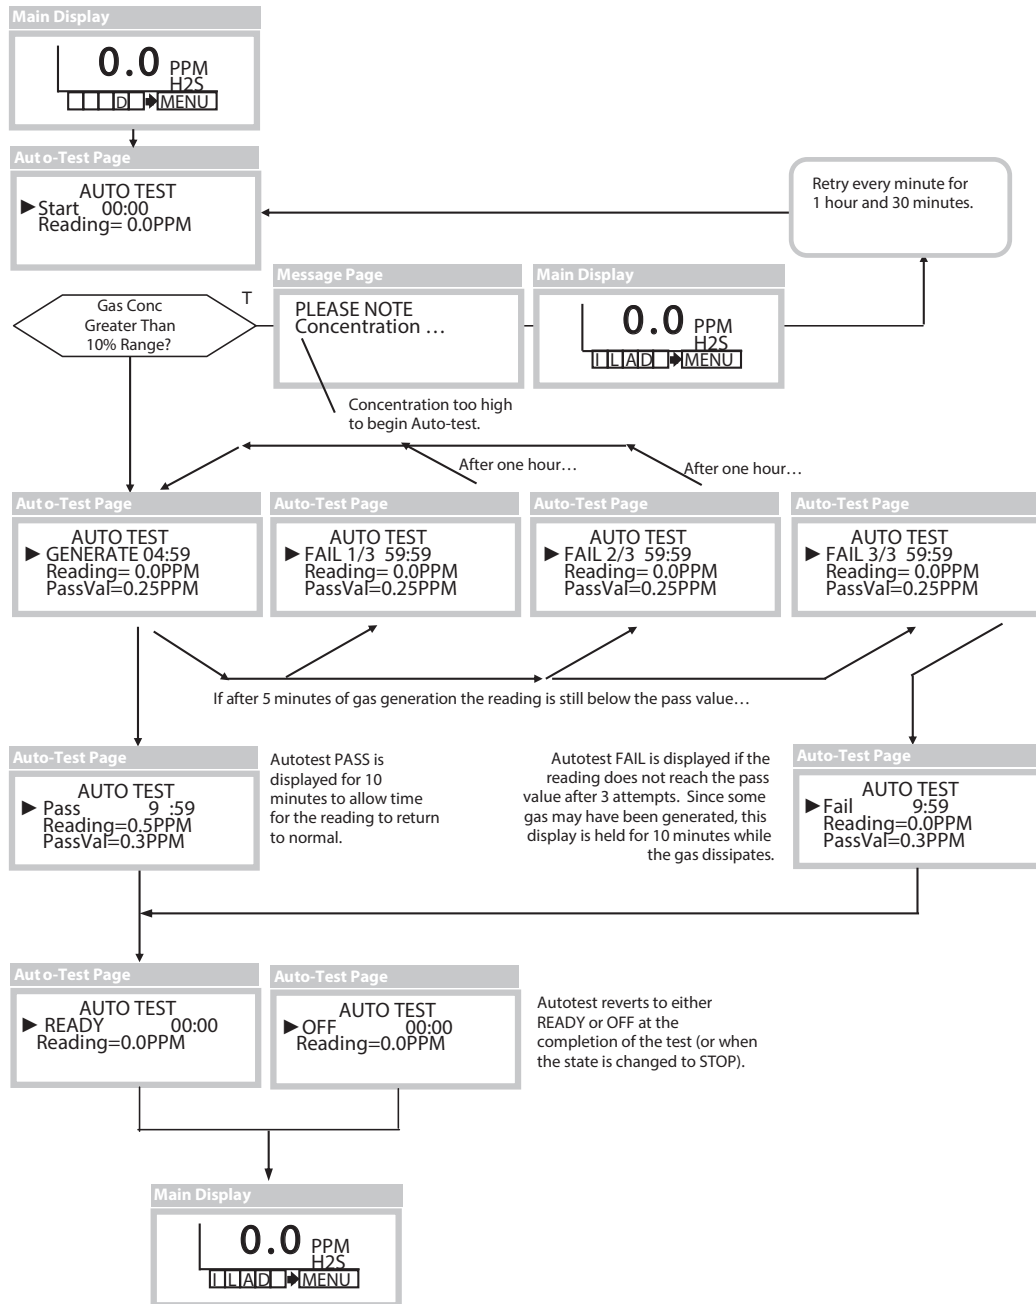 Main Display
0.0 PPM
H2S
D MENU
Auto-Test Page
AUTO TEST
Start 00:00
Reading= 0.0PPM
Retry every minute for
1 hour and 30 minutes.
Gas Conc
Greater Than
10% Range?
T
Message Page
PLEASE NOTE
Concentration …
Main Display
0.0 PPM
H2S
I L A D MENU
Concentration too high
to begin Auto-test.
After one hour…
After one hour…
Auto-Test Page
AUTO TEST
GENERATE 04:59
Reading= 0.0PPM
PassVal=0.25PPM
Auto-Test Page
AUTO TEST
FAIL 1/3 59:59
Reading= 0.0PPM
PassVal=0.25PPM
Auto-Test Page
AUTO TEST
FAIL 2/3 59:59
Reading= 0.0PPM
PassVal=0.25PPM
Auto-Test Page
AUTO TEST
FAIL 3/3 59:59
Reading= 0.0PPM
PassVal=0.25PPM
If after 5 minutes of gas generation the reading is still below the pass value…
Auto-Test Page
AUTO TEST
Pass 9 :59
Reading=0.5PPM
PassVal=0.3PPM
Autotest PASS is
displayed for 10
minutes to allow time
for the reading to return
to normal.
Autotest FAIL is displayed if the
reading does not reach the pass
value after 3 attempts. Since some
gas may have been generated, this
display is held for 10 minutes while
the gas dissipates.
Auto-Test Page
AUTO TEST
Fail 9:59
Reading=0.0PPM
PassVal=0.3PPM
Auto-Test Page
AUTO TEST
READY 00:00
Reading=0.0PPM
Auto-Test Page
AUTO TEST
OFF 00:00
Reading=0.0PPM
Autotest reverts to either
READY or OFF at the
completion of the test (or when
the state is changed to STOP).
Main Display
0.0 PPM
H2S
I L A D MENU